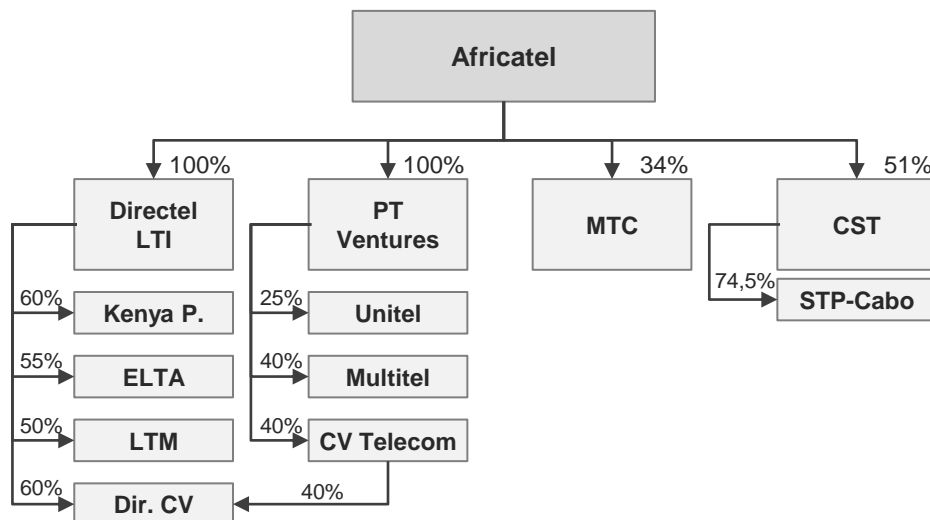 Africatel
100%
100%
34%
51%
Directel
LTI
PT
Ventures
MTC
CST
60%
Kenya P.
25%
Unitel
74,5%
STP-Cabo
55%
ELTA
40%
Multitel
50%
LTM
40%
CV Telecom
60%
Dir. CV
40%